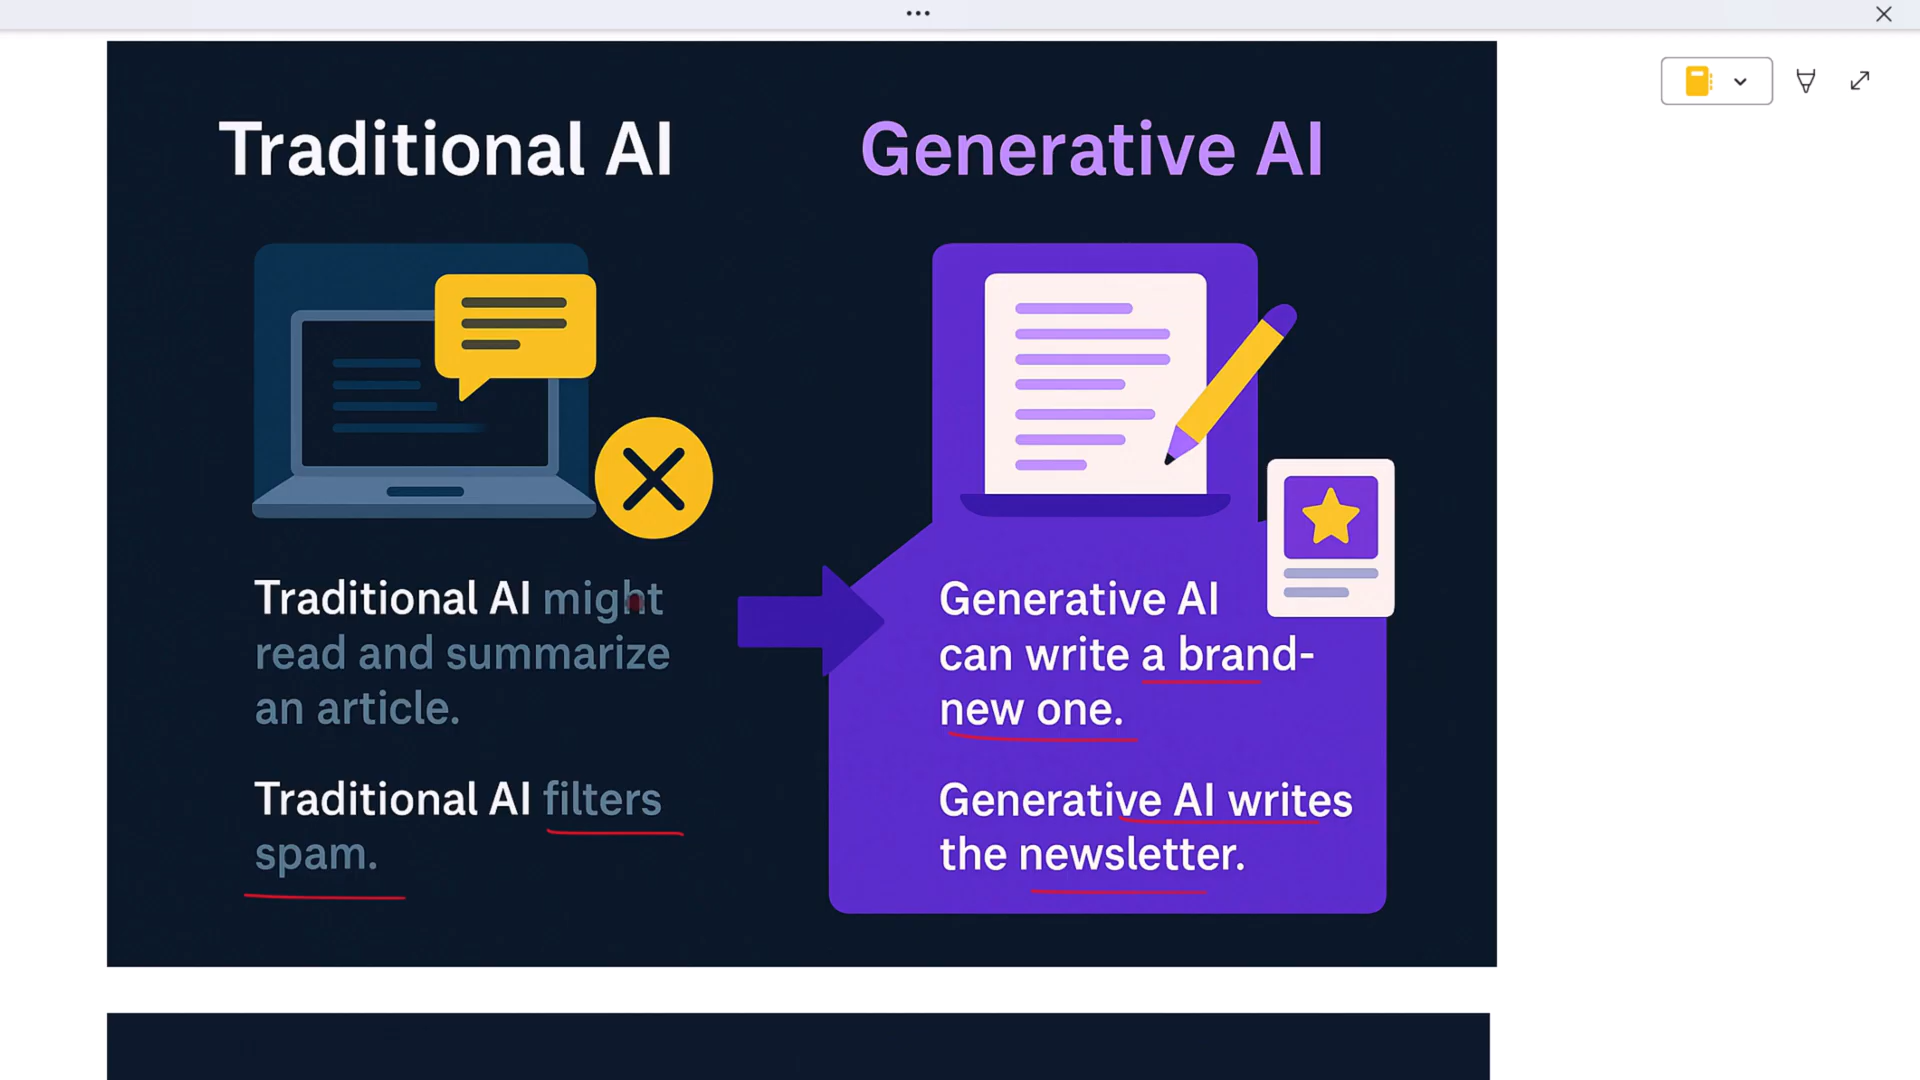 Traditional AI
Generative AI
Traditional AI might
read and summarize
an article.
Traditional AI filters
spam.
Generative AI
can write a brand-
new one.
Generative AI writes
the newsletter.